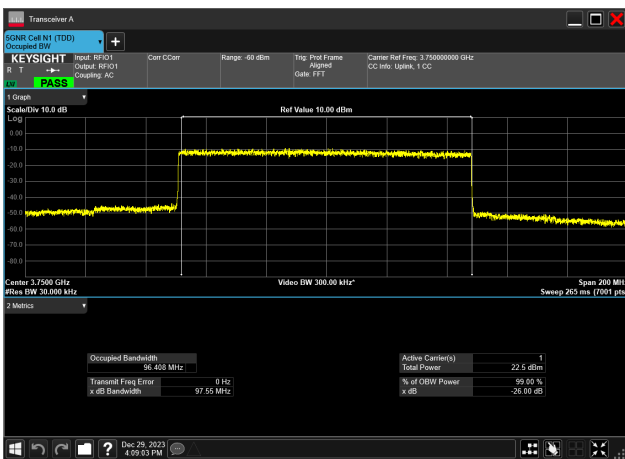 Transceiver A
5GNR Cell N1 (TDD)
Occupied BW
KEYSIGHT
R T
PASS
Input: RFIO1
Output: RFIO1
Coupling: AC
Corr CCorr
Range: -60 dBm
Trig: Prot Frame
Aligned
Gate: FFT
Carrier Ref Freq: 3.750000000 GHz
CC Info: Uplink, 1 CC
1 Graph
Scale/Div 10.0 dB
Ref Value 10.00 dBm
Log
0.00
-10.0
-20.0
-30.0
-40.0
-50.0
-60.0
-70.0
-80.0
Center 3.7500 GHz
Video BW 300.00 kHz*
Span 200 MHz
#Res BW 30.000 kHz
Sweep 265 ms (7001 pts
2 Metrics
Occupied Bandwidth
96.408 MHz
Transmit Freq Error 0 Hz
x dB Bandwidth 97.55 MHz
Active Carrier(s) 1
Total Power 22.5 dBm
% of OBW Power 99.00 %
x dB -26.00 dB
Dec 29, 2023
4:09:03 PM